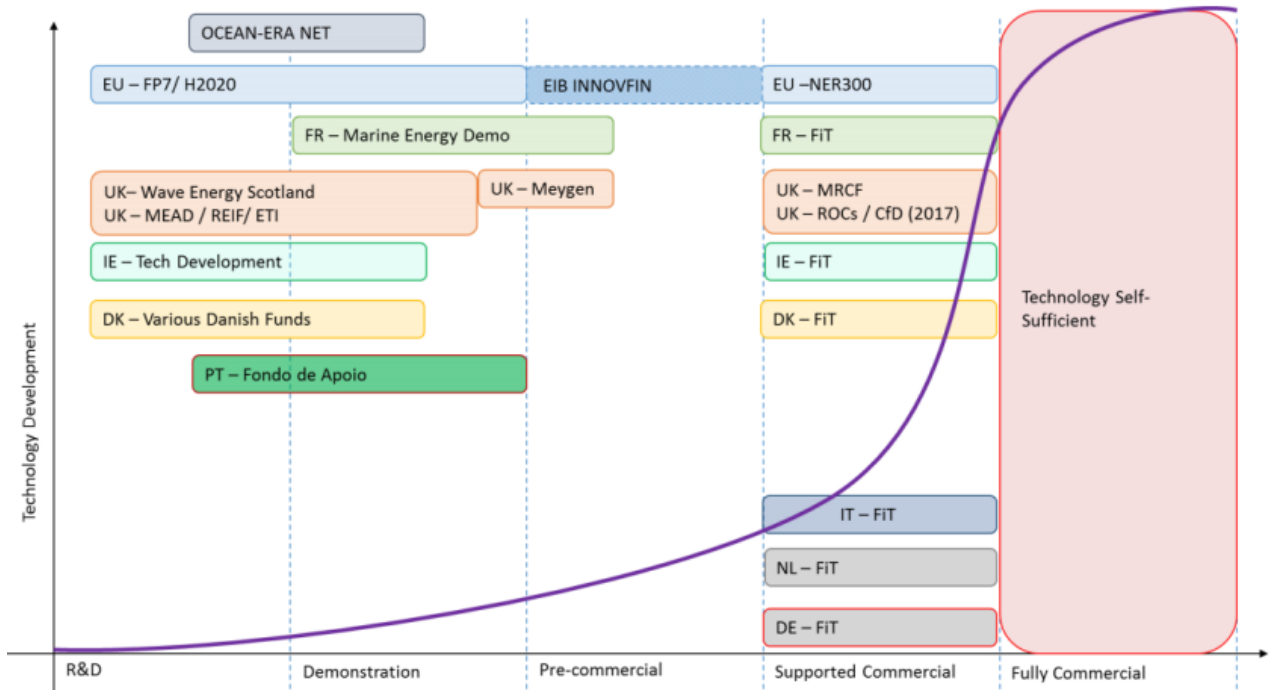 OCEAN-ERA NET
EU – FP7/ H2020
EIB INNOVFIN
EU –NER300
FR – Marine Energy Demo
FR – FiT
UK– Wave Energy Scotland
UK – MEAD / REIF/ ETI
UK – Meygen
UK – MRCF
UK – ROCs / CfD (2017)
IE – Tech Development
IE – FiT
DK – Various Danish Funds
DK – FiT
PT – Fondo de Apoio
Technology Self-
Sufficient
IT – FiT
NL – FiT
DE – FiT
Technology Development
R&D
Demonstration
Pre-commercial
Supported Commercial
Fully Commercial